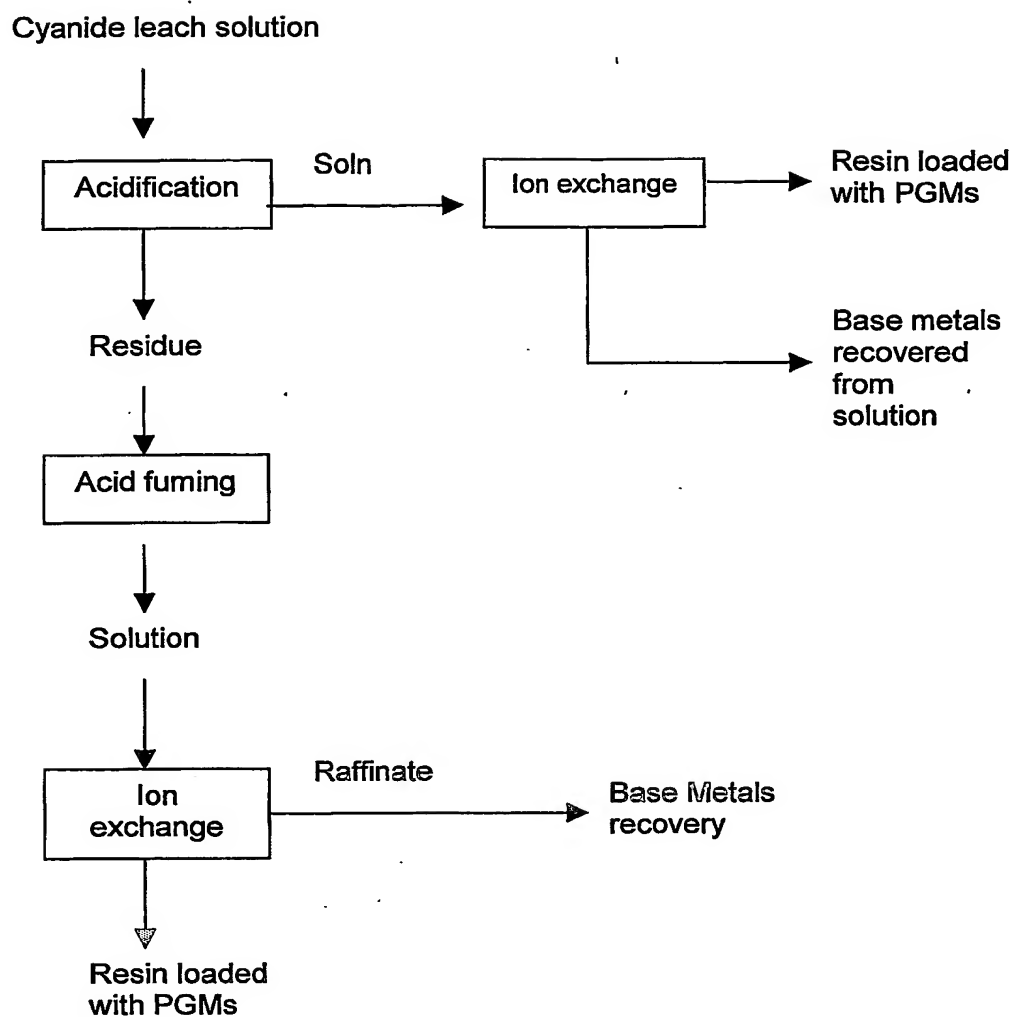 Cyanide leach solution
Acidification
Soln
Ion exchange
Resin loaded
with PGMs
Base metals
recovered
from
solution
Residue
Acid fuming
Solution
Ion
exchange
Raffinate
Base Metals
recovery
Resin loaded
with PGMs